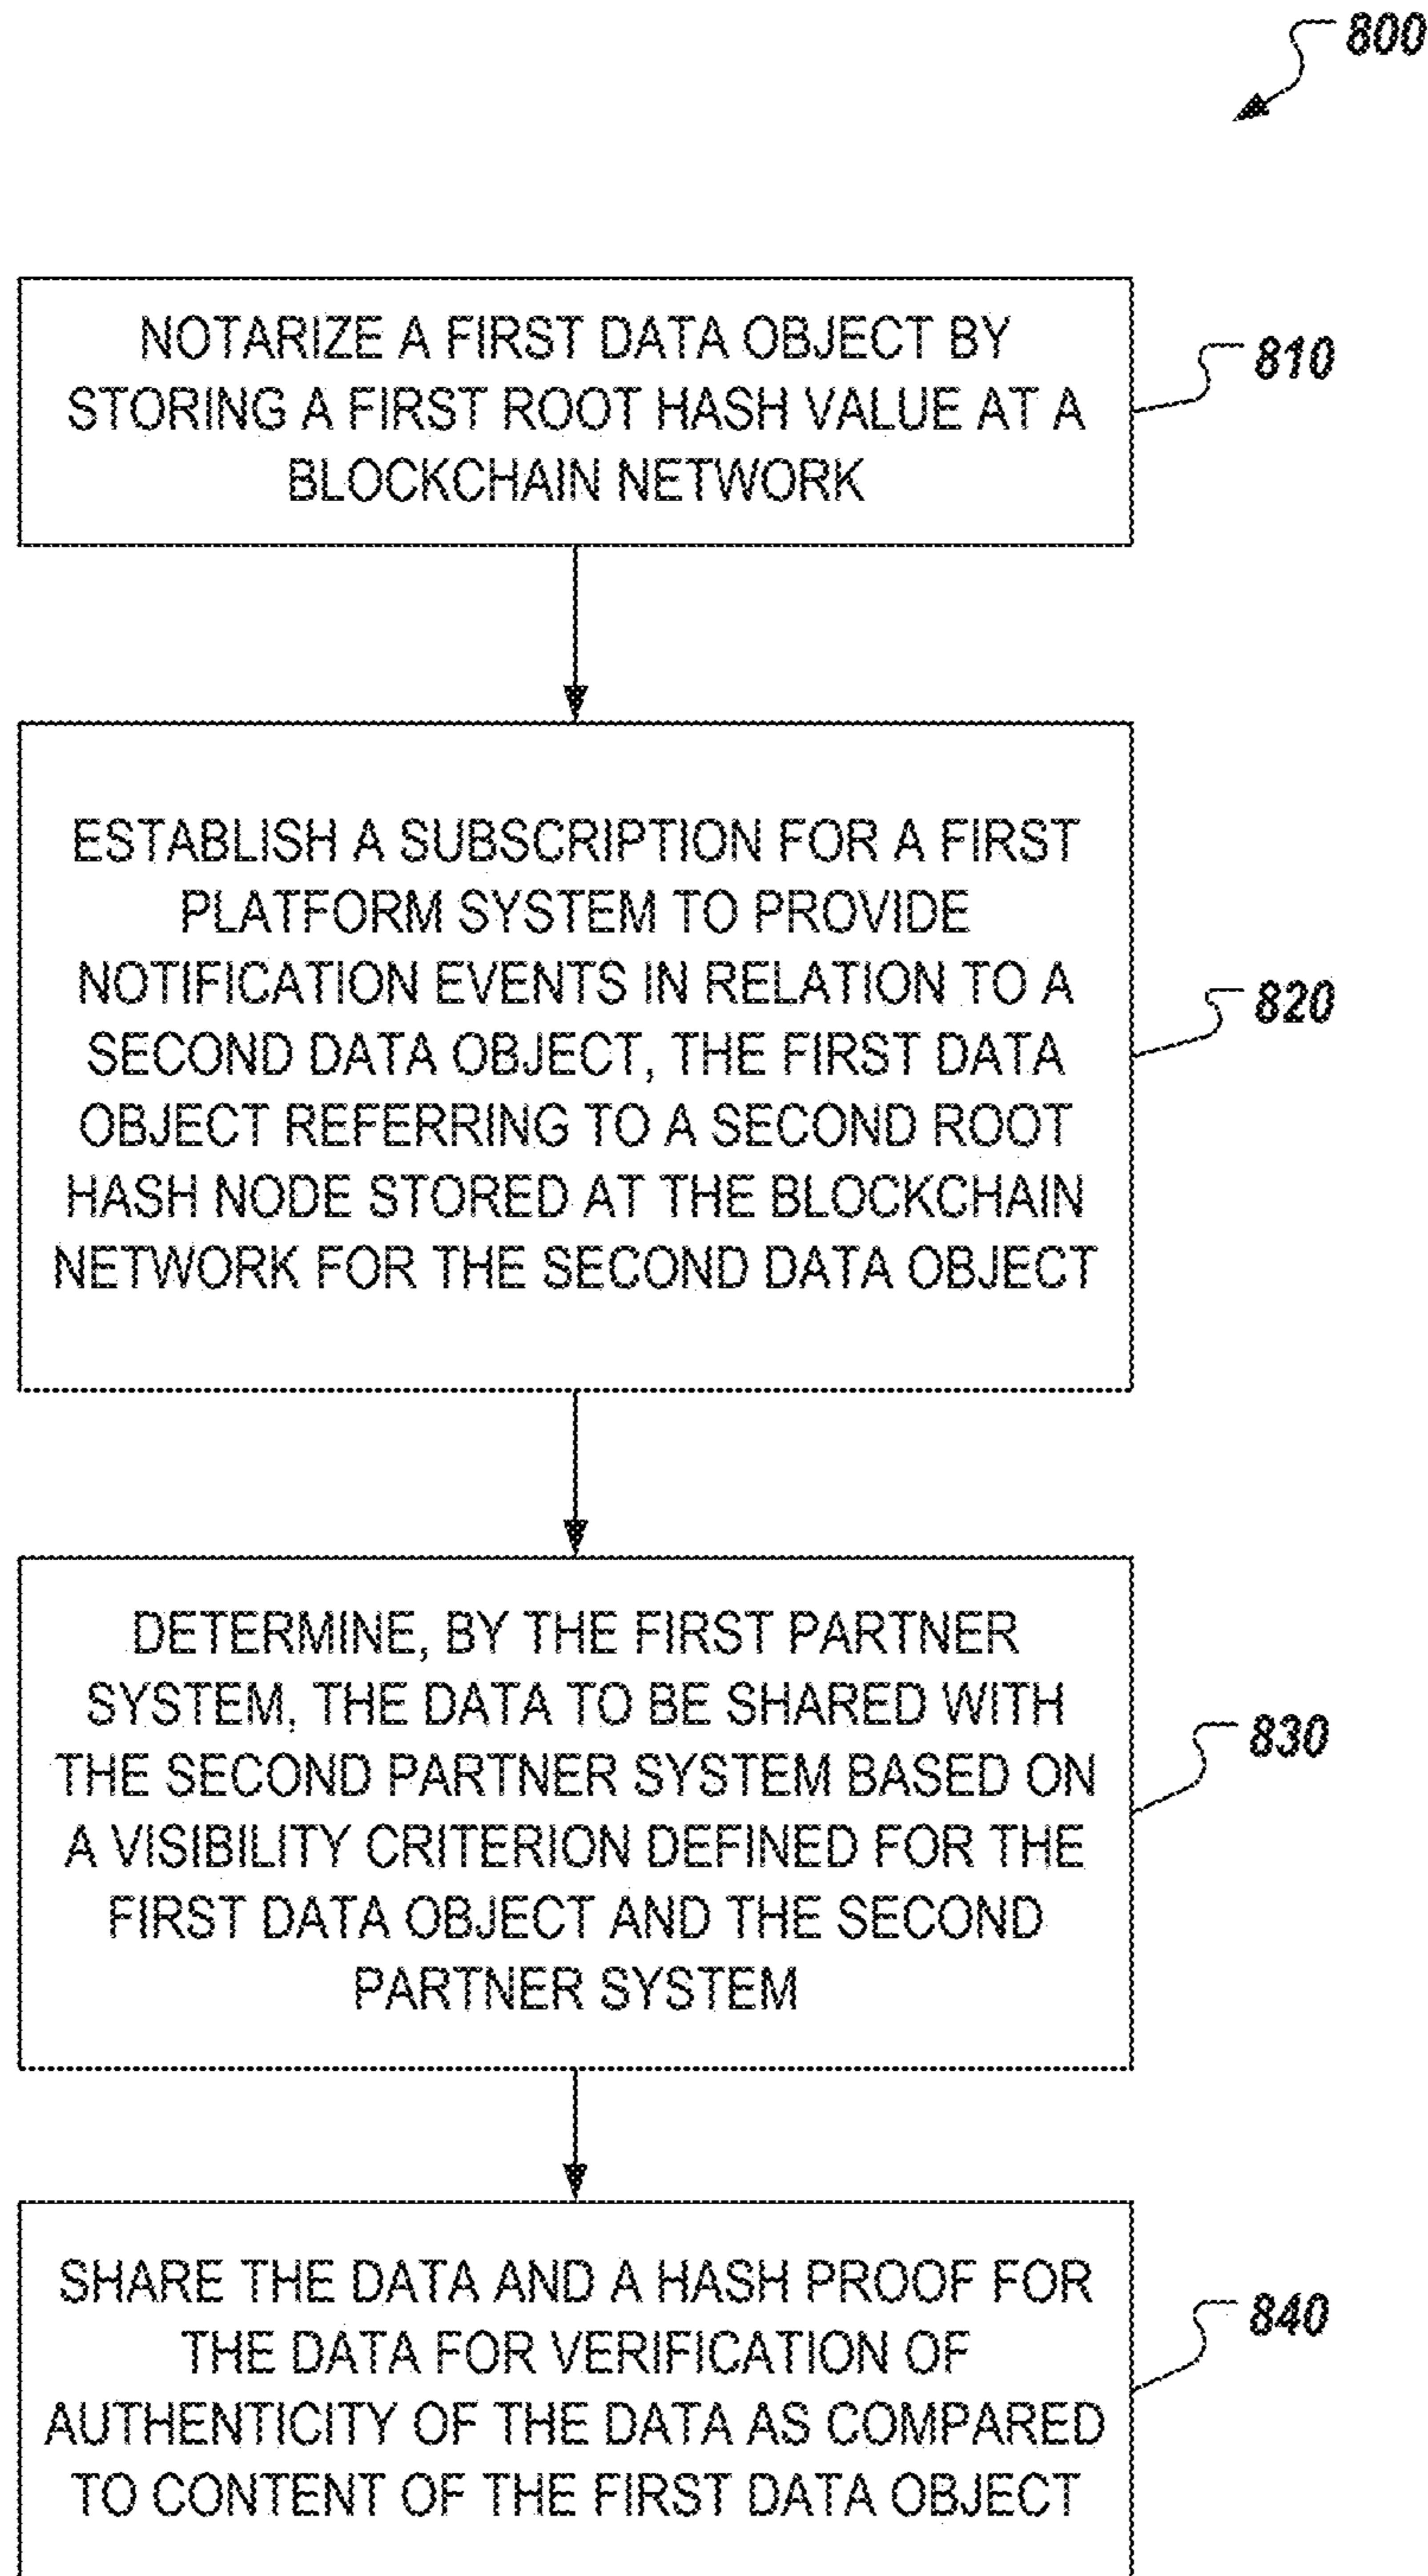 800
NOTARIZE A FIRST DATA OBJECT BY
STORING A FIRST ROOT HASH VALUE AT A
BLOCKCHAIN NETWORK
810
ESTABLISH A SUBSCRIPTION FOR A FIRST
PLATFORM SYSTEM TO PROVIDE
NOTIFICATION EVENTS IN RELATION TO A
SECOND DATA OBJECT, THE FIRST DATA
OBJECT REFERRING TO A SECOND ROOT
HASH NODE STORED AT THE BLOCKCHAIN
NETWORK FOR THE SECOND DATA OBJECT
820
DETERMINE, BY THE FIRST PARTNER
SYSTEM, THE DATA TO BE SHARED WITH
THE SECOND PARTNER SYSTEM BASED ON
A VISIBILITY CRITERION DEFINED FOR THE
FIRST DATA OBJECT AND THE SECOND
PARTNER SYSTEM
830
SHARE THE DATA AND A HASH PROOF FOR
THE DATA FOR VERIFICATION OF
AUTHENTICITY OF THE DATA AS COMPARED
TO CONTENT OF THE FIRST DATA OBJECT
840